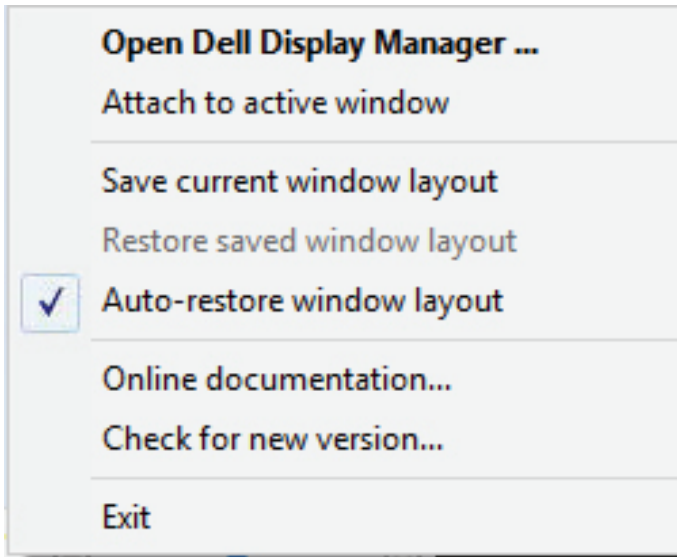 Open Dell Display Manager ...
Attach to active window
Save current window layout
Restore saved window layout
Auto-restore window layout
Online documentation...
Check for new version...
Exit